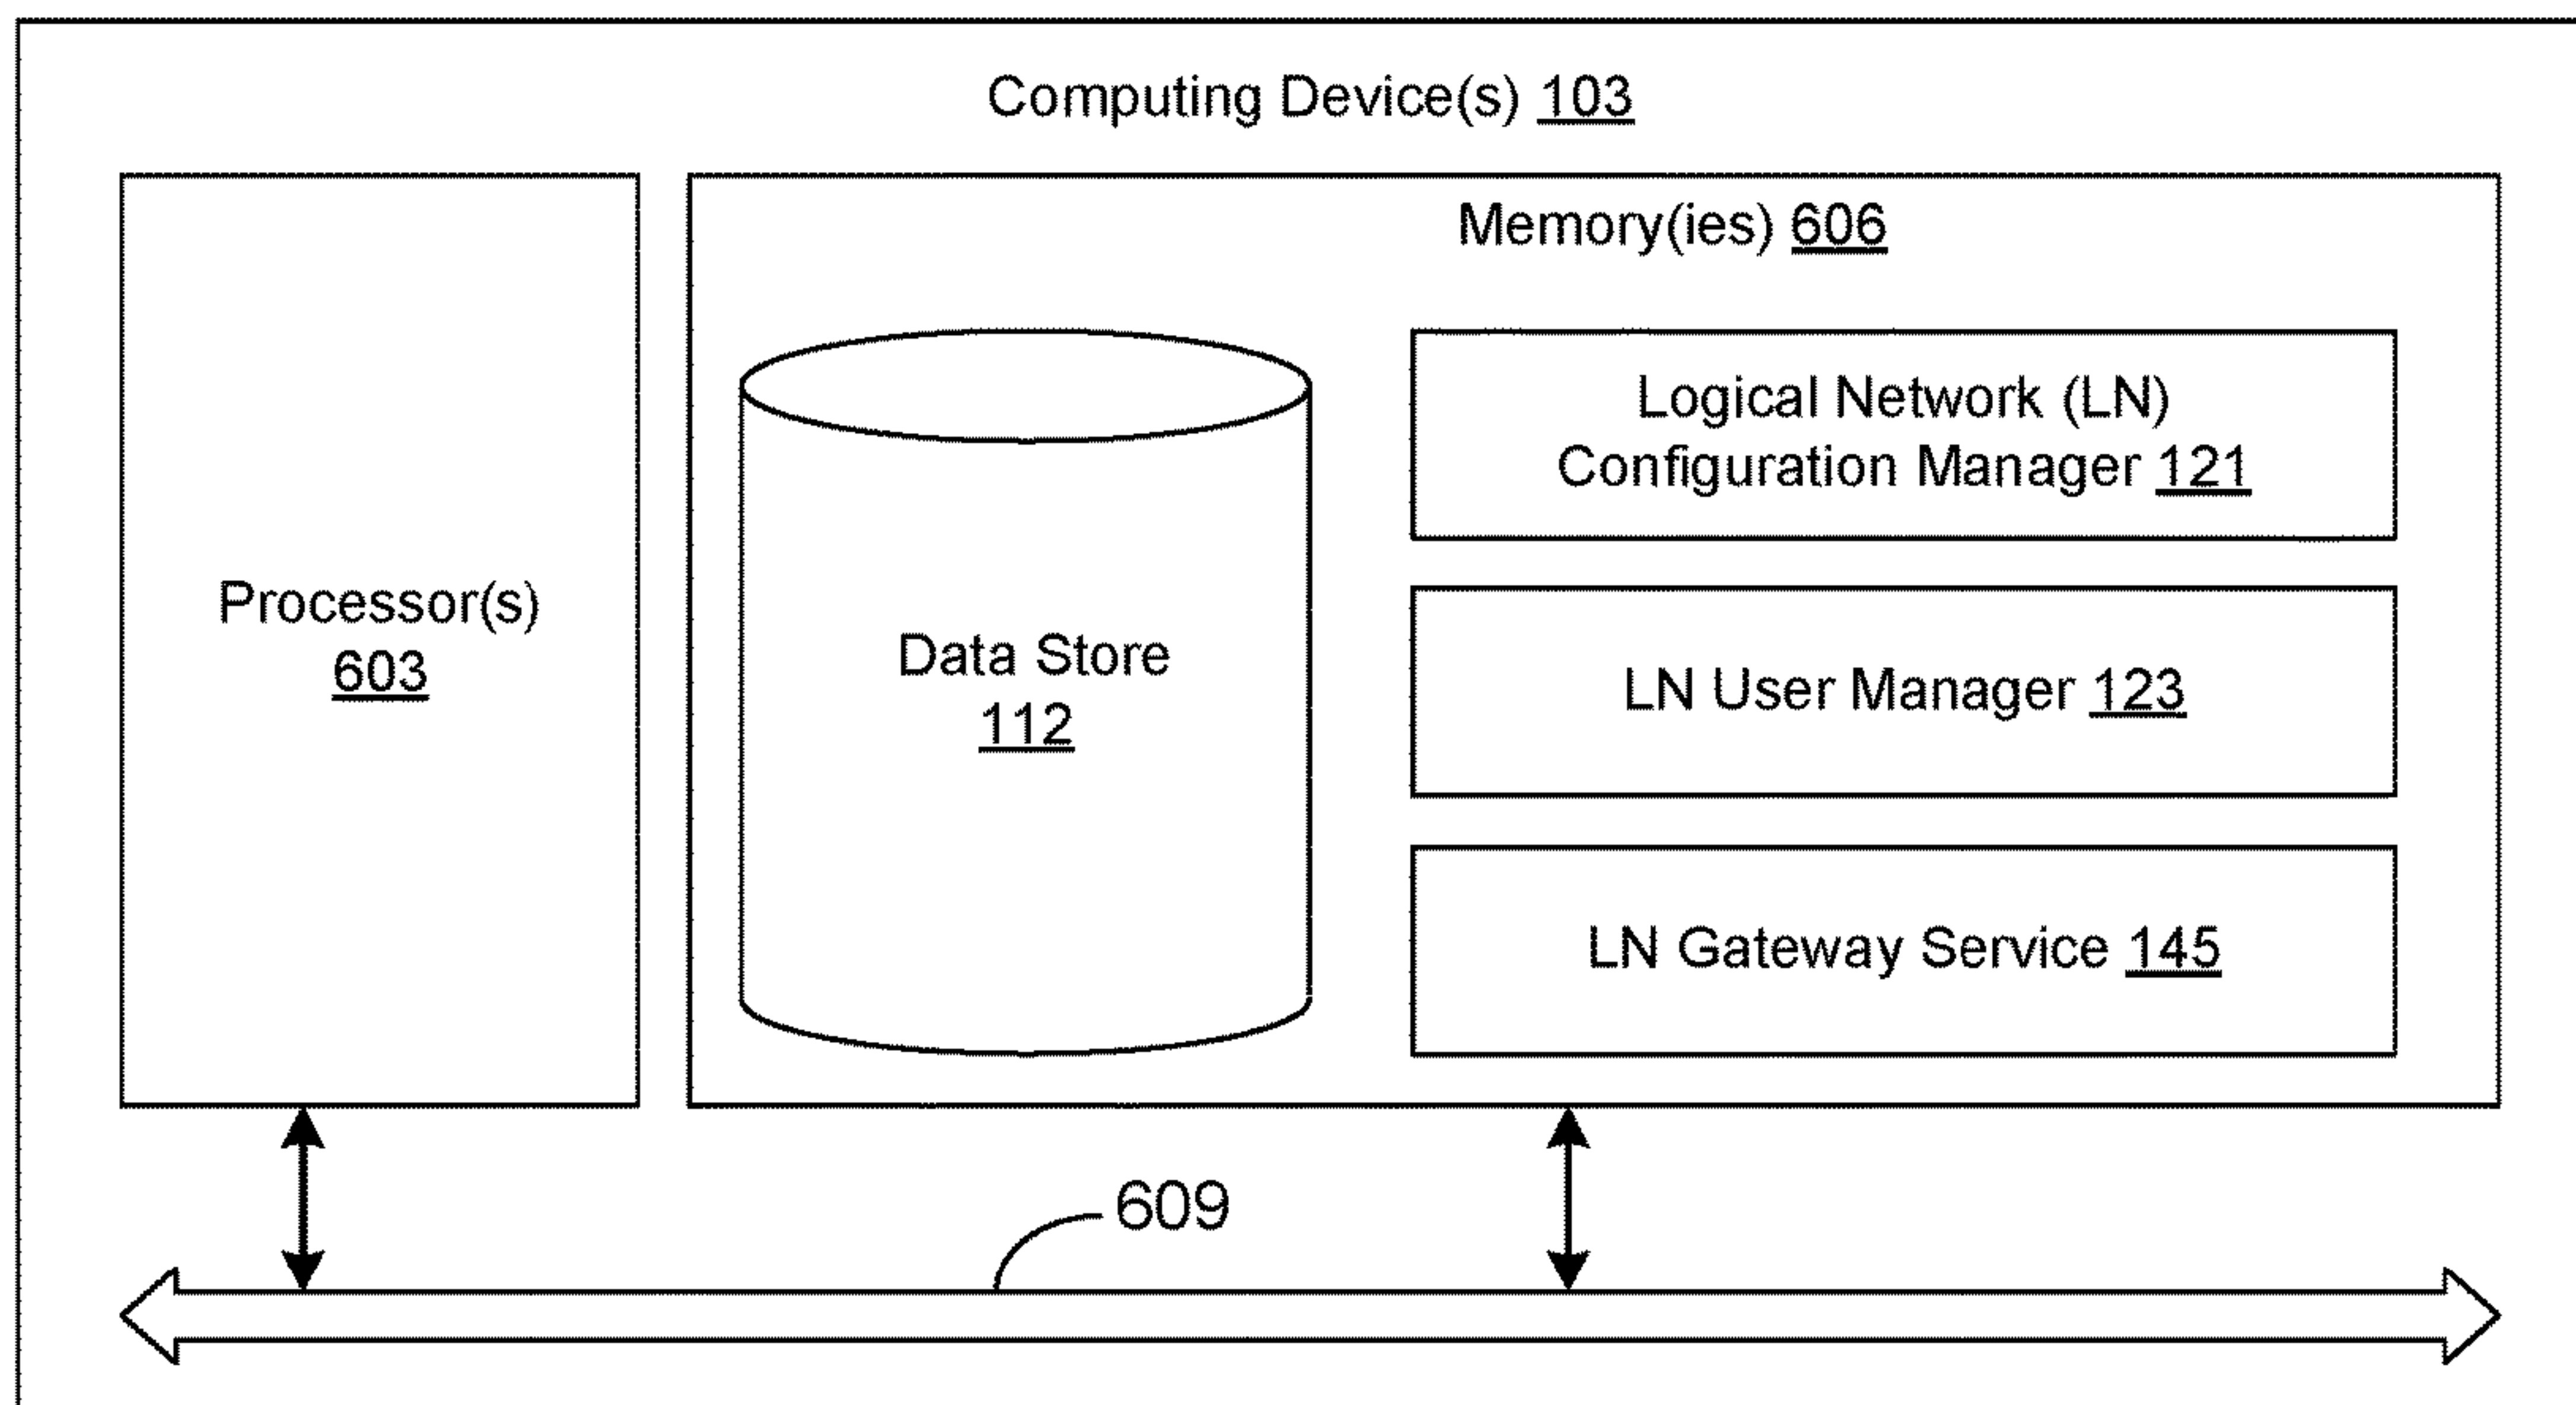 Computing Device(s) 103
Memory(ies) 606
Processor(s)
603
Data Store
112
Logical Network (LN)
Configuration Manager 121
LN User Manager 123
LN Gateway Service 145
609